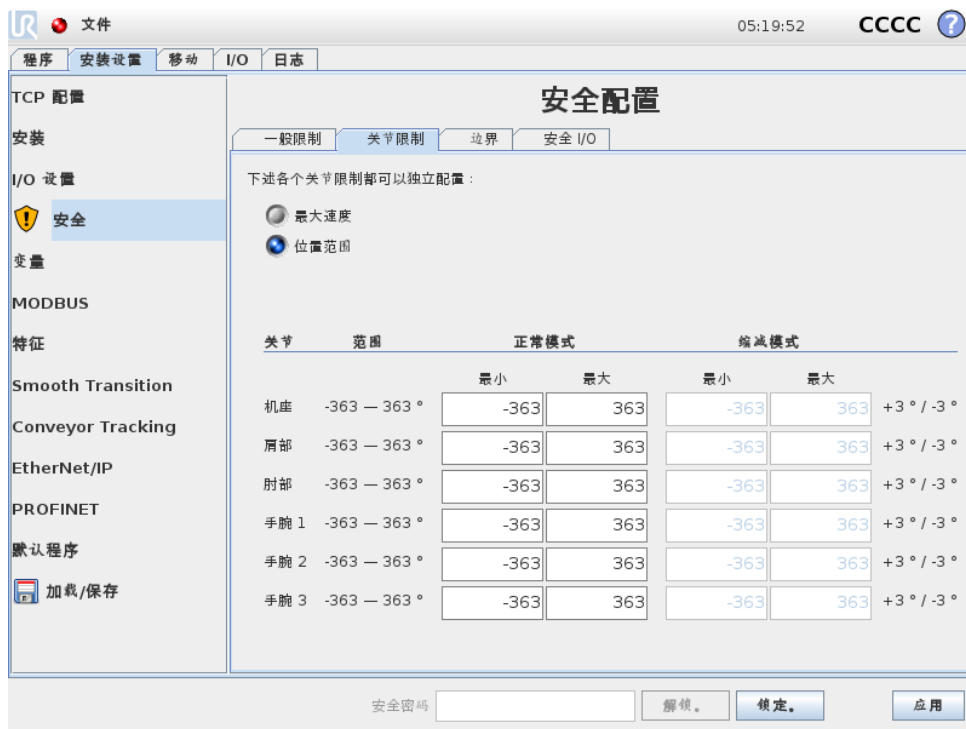 UR 文件 05:19:52 CCCC ?
程序 安装设置 移动 I/O 日志
TCP 配置
安装
I/O 设置
安全
变量
MODBUS
特征
Smooth Transition
Conveyor Tracking
EtherNet/IP
PROFINET
默认程序
加载/保存
安全配置
一般限制 关节限制 边界 安全 I/O
下述各个关节限制都可以独立配置:
最大速度
位置范围
关节 范围 正常模式 缩减模式
最小 最大 最小 最大
机座 -363 — 363 ° -363 363 -363 363 +3 ° / -3 °
肩部 -363 — 363 ° -363 363 -363 363 +3 ° / -3 °
肘部 -363 — 363 ° -363 363 -363 363 +3 ° / -3 °
手腕 1 -363 — 363 ° -363 363 -363 363 +3 ° / -3 °
手腕 2 -363 — 363 ° -363 363 -363 363 +3 ° / -3 °
手腕 3 -363 — 363 ° -363 363 -363 363 +3 ° / -3 °
安全密码 解锁。 锁定。 应用